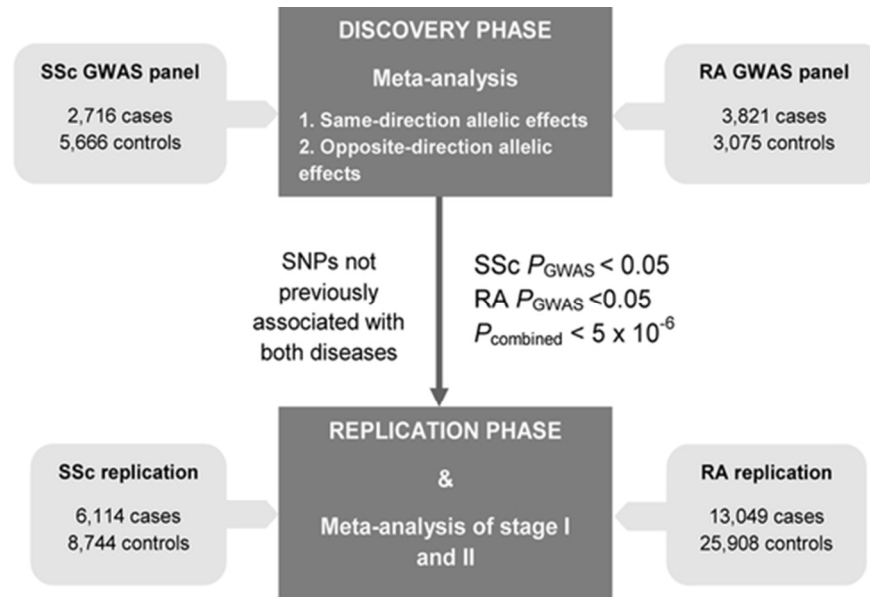 DISCOVERY PHASE
Meta-analysis
1. Same-direction allelic effects
2. Opposite-direction allelic
effects
SSc GWAS panel
2,716 cases
5,666 controls
RA GWAS panel
3,821 cases
3,075 controls
SNPs not
previously
associated with
both diseases
SSc P_GWAS < 0.05
RA P_GWAS <0.05
P_combined < 5 x 10^-6
REPLICATION PHASE
&
Meta-analysis of stage I
and II
SSc replication
6,114 cases
8,744 controls
RA replication
13,049 cases
25,908 controls